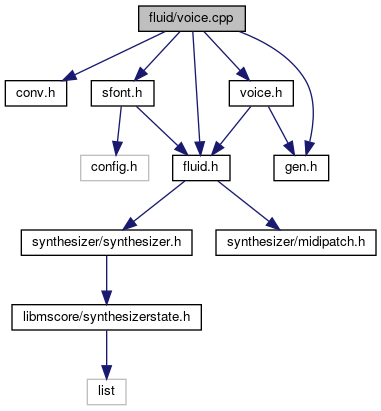 fluid/voice.cpp
conv.h
sfont.h
voice.h
config.h
fluid.h
gen.h
synthesizer/synthesizer.h
synthesizer/midipatch.h
libmscore/synthesizerstate.h
list